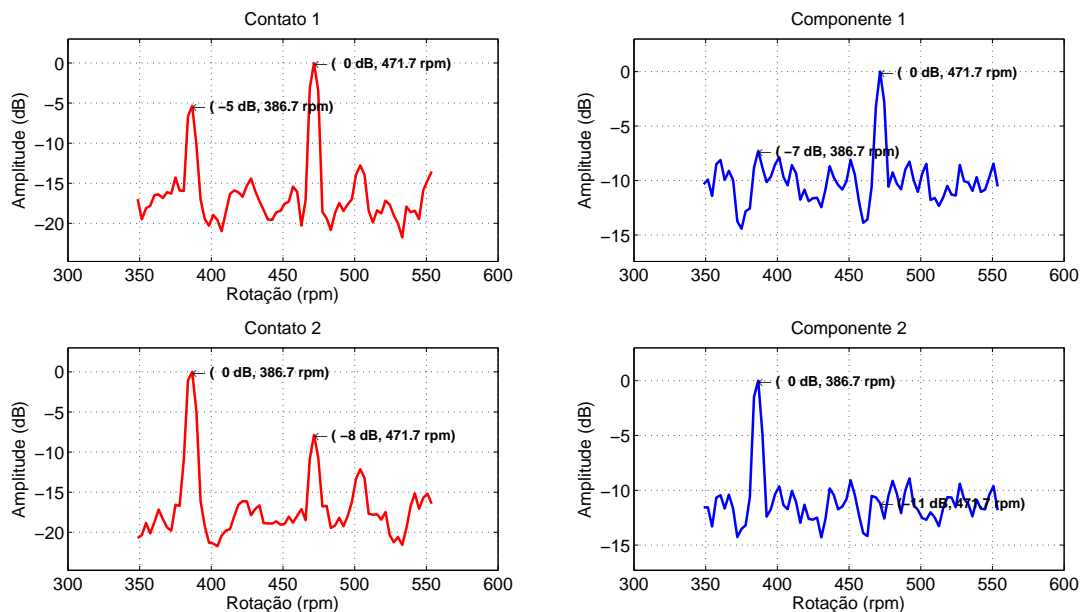 Contato 1
Amplitude (dB)
0
−5
−10
−15
−20
( 0 dB, 471.7 rpm)
( −5 dB, 386.7 rpm)
300 350 400 450 500 550 600
Rotação (rpm)
Componente 1
Amplitude (dB)
0
−5
−10
−15
( 0 dB, 471.7 rpm)
( −7 dB, 386.7 rpm)
300 350 400 450 500 550 600
Contato 2
Amplitude (dB)
0
−5
−10
−15
−20
( 0 dB, 386.7 rpm)
( −8 dB, 471.7 rpm)
300 350 400 450 500 550 600
Rotação (rpm)
Componente 2
Amplitude (dB)
0
−5
−10
−15
( 0 dB, 386.7 rpm)
(−11 dB, 471.7 rpm)
300 350 400 450 500 550 600
Rotação (rpm)